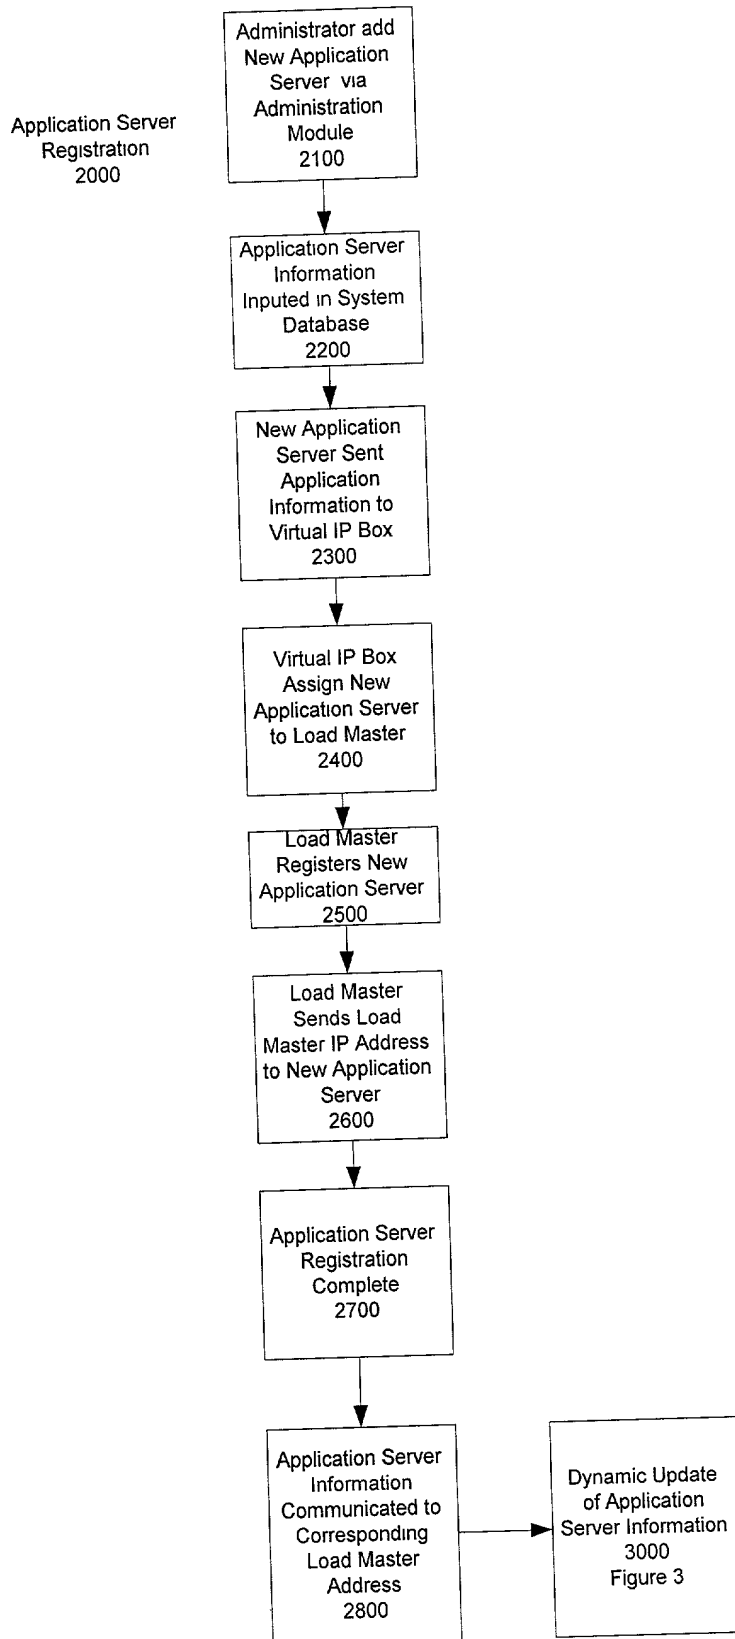 Application Server
Registration
2000
Administrator add
New Application
Server via
Administration
Module
2100
Application Server
Information
Inputed in System
Database
2200
New Application
Server Sent
Application
Information to
Virtual IP Box
2300
Virtual IP Box
Assign New
Application Server
to Load Master
2400
Load Master
Registers New
Application Server
2500
Load Master
Sends Load
Master IP Address
to New Application
Server
2600
Application Server
Registration
Complete
2700
Application Server
Information
Communicated to
Corresponding
Load Master
Address
2800
Dynamic Update
of Application
Server Information
3000
Figure 3